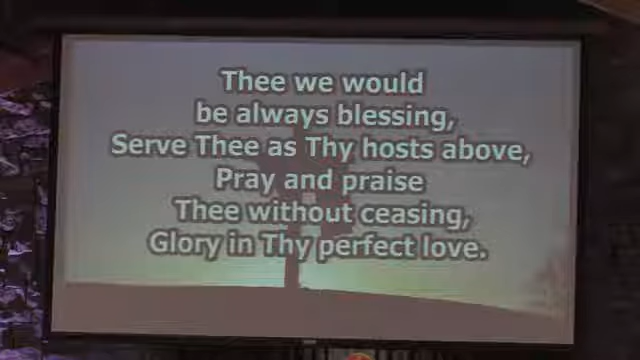 Thee we would
be always blessing,
Serve Thee as Thy hosts above,
Pray and praise
Thee without ceasing,
Glory in Thy perfect love.